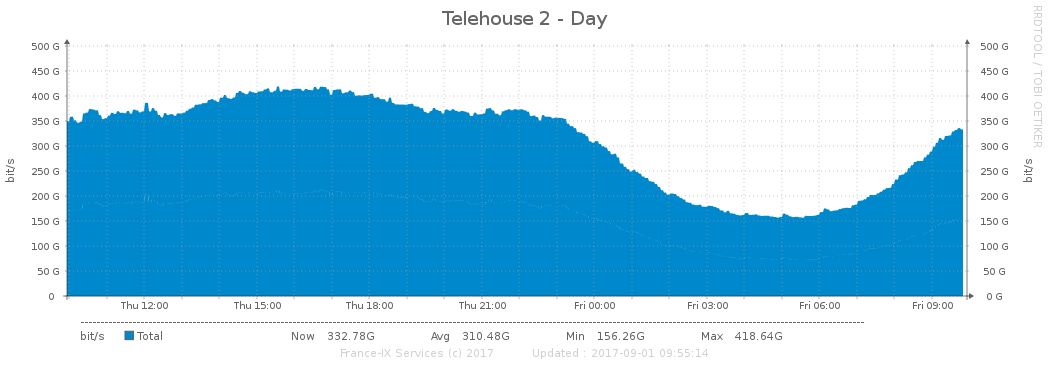 Telehouse 2 - Day
RRDTOOL / TOBI OETIKER
500 G 500 G
450 G 450 G
400 G 400 G
350 G 350 G
300 G 300 G
250 G 250 G
200 G 200 G
150 G 150 G
100 G 100 G
50 G 50 G
0 0 G
bit/s bit/s
Thu 12:00 Thu 15:00 Thu 18:00 Thu 21:00 Fri 00:00 Fri 03:00 Fri 06:00 Fri 09:00
bit/s Total Now 332.78G Avg 310.48G Min 156.26G Max 418.64G
France-IX Services (c) 2017 Updated : 2017-09-01 09:55:14